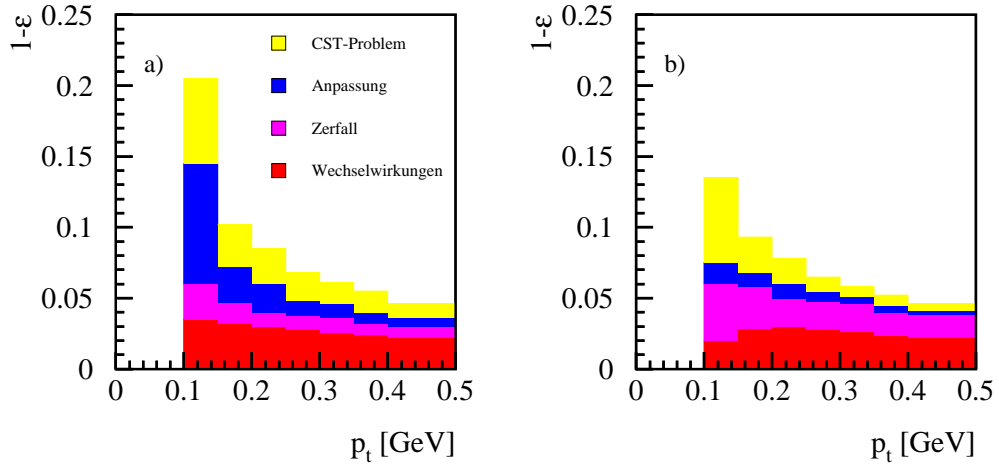 1-ε
0.25
0.2
0.15
0.1
0.05
0
a)
CST-Problem
Anpassung
Zerfall
Wechselwirkungen
0 0.1 0.2 0.3 0.4 0.5
p_t [GeV]
1-ε
0.25
0.2
0.15
0.1
0.05
0
b)
0 0.1 0.2 0.3 0.4 0.5
p_t [GeV]